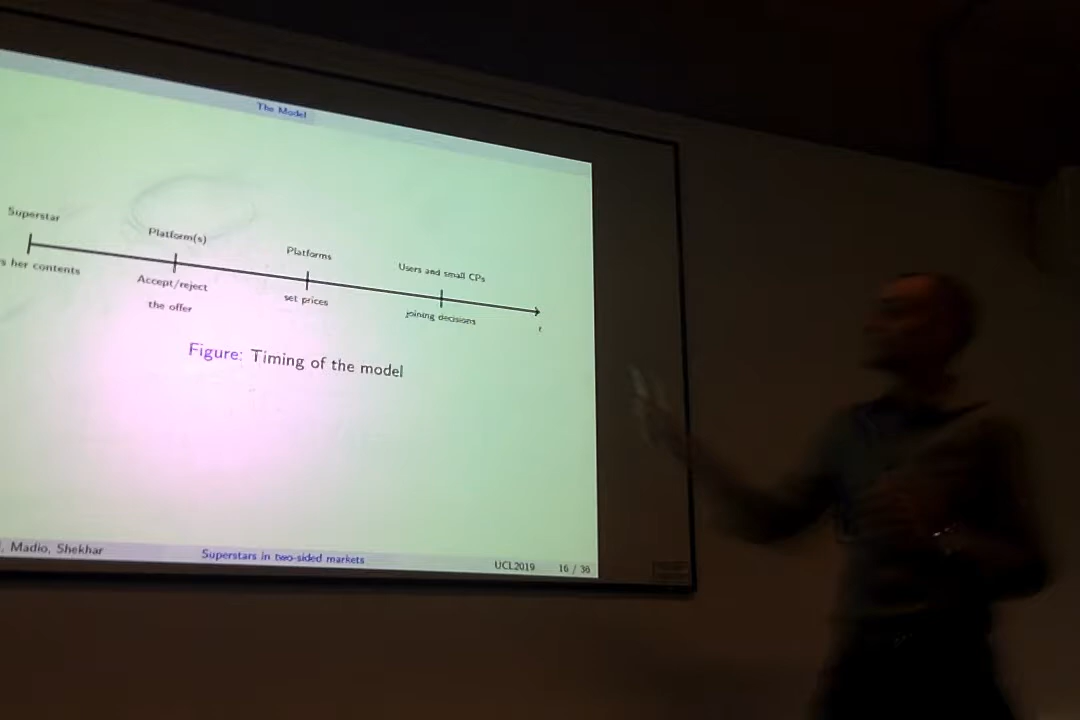 The Model
Superstar
Platform(s)
Platforms
Users and small CPs
s her contents
Accept/reject
the offer
set prices
joining decisions
t
Figure: Timing of the model
, Madio, Shekhar
Superstars in two-sided markets
UCL2019
16 / 36